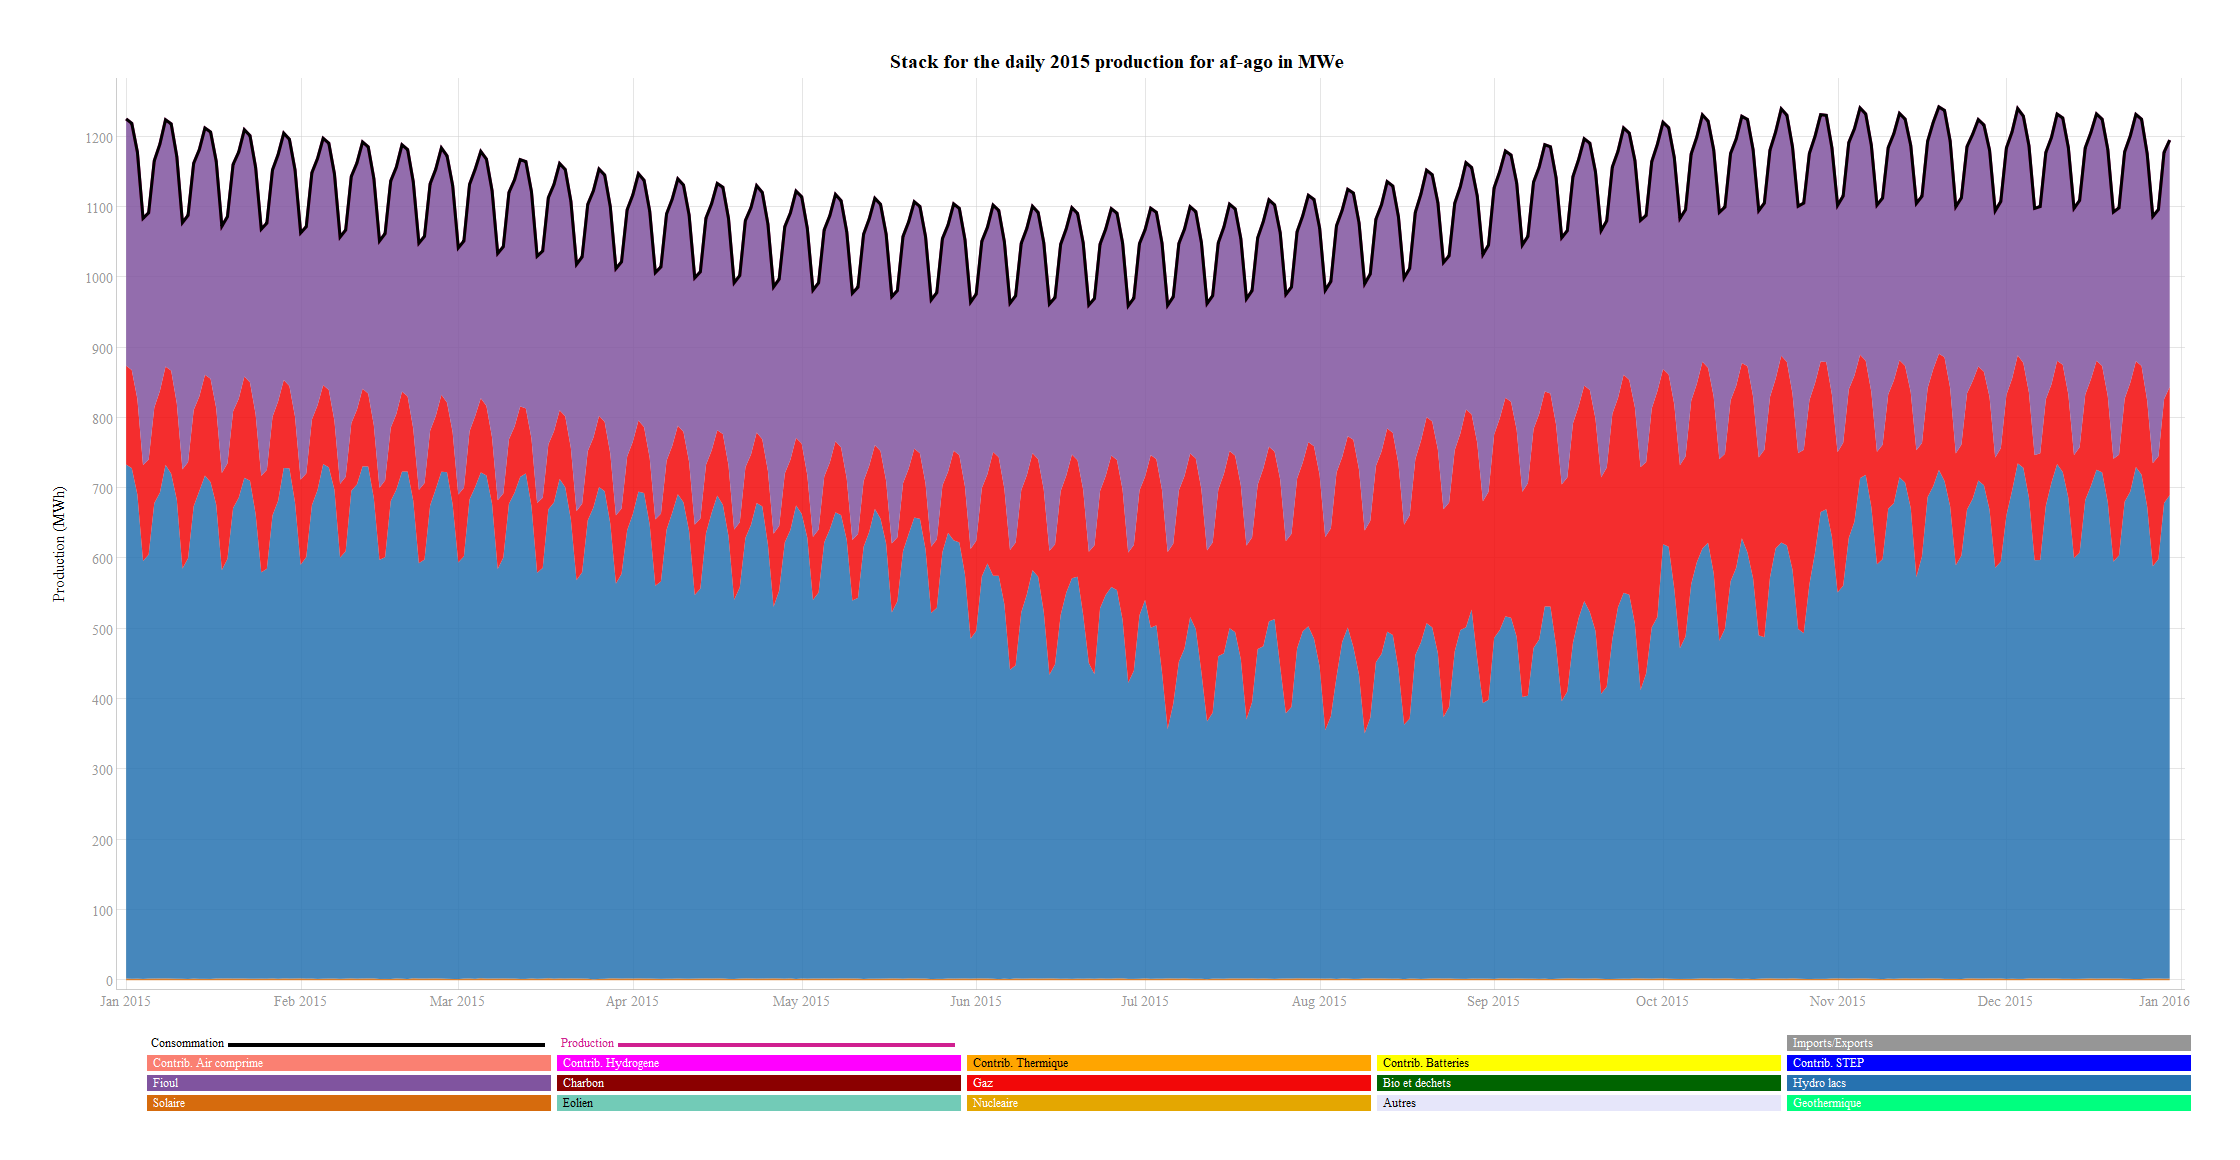 Stack for the daily 2015 production for af-ago in MWe
Production (MWh)
1200
1100
1000
900
800
700
600
500
400
300
200
100
0
Jan 2015 Feb 2015 Mar 2015 Apr 2015 May 2015 Jun 2015 Jul 2015 Aug 2015 Sep 2015 Oct 2015 Nov 2015 Dec 2015 Jan 2016
Consommation Production Imports/Exports
Contrib. Air comprime Contrib. Hydrogene Contrib. Thermique Contrib. Batteries Contrib. STEP
Fioul Charbon Gaz Bio et dechets Hydro lacs
Solaire Eolien Nucleaire Autres Geothermique